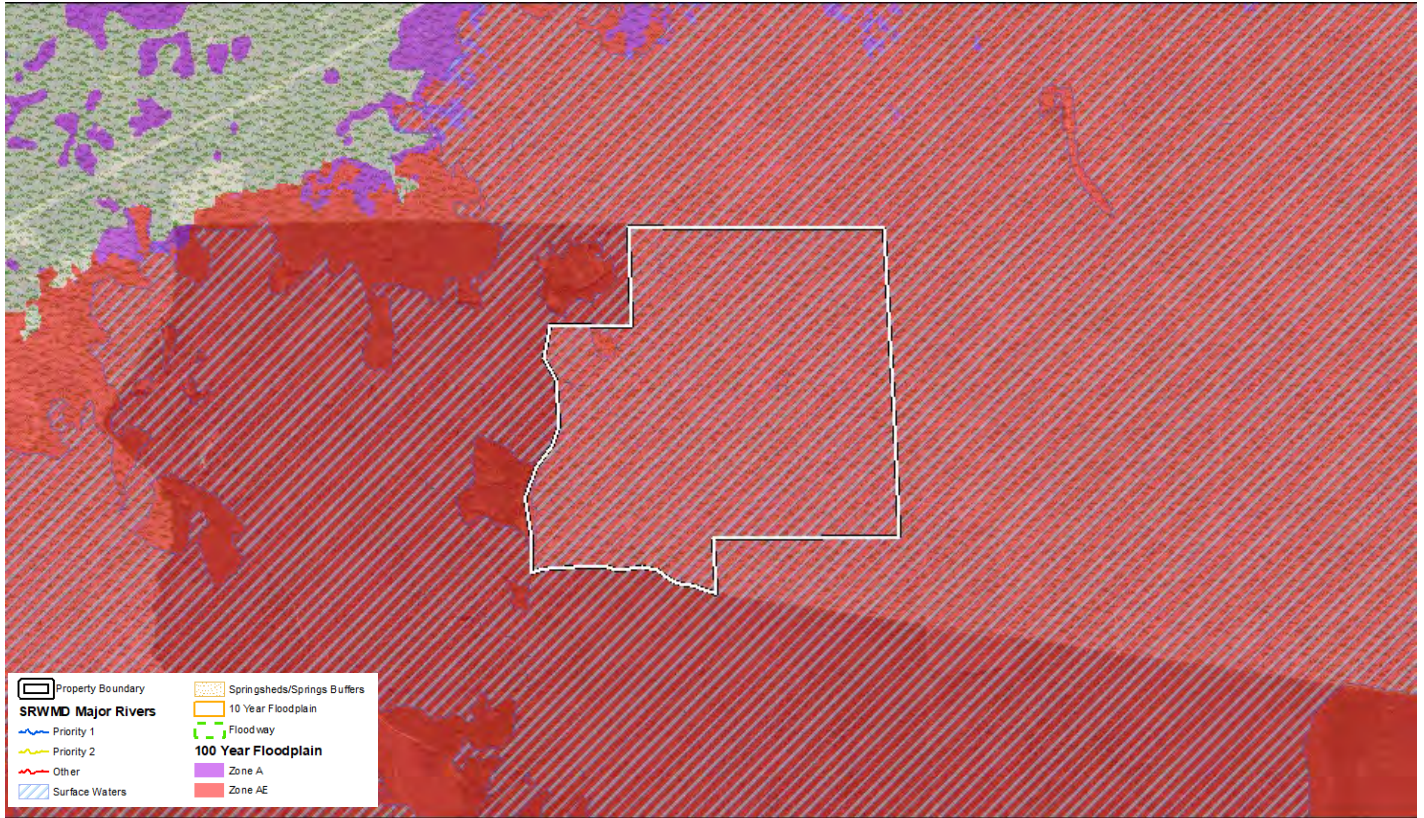 Property Boundary
SRWMD Major Rivers
Priority 1
Priority 2
Other
Surface Waters
Springsheds/Springs Buffers
10 Year Floodplain
Floodway
100 Year Floodplain
Zone A
Zone AE